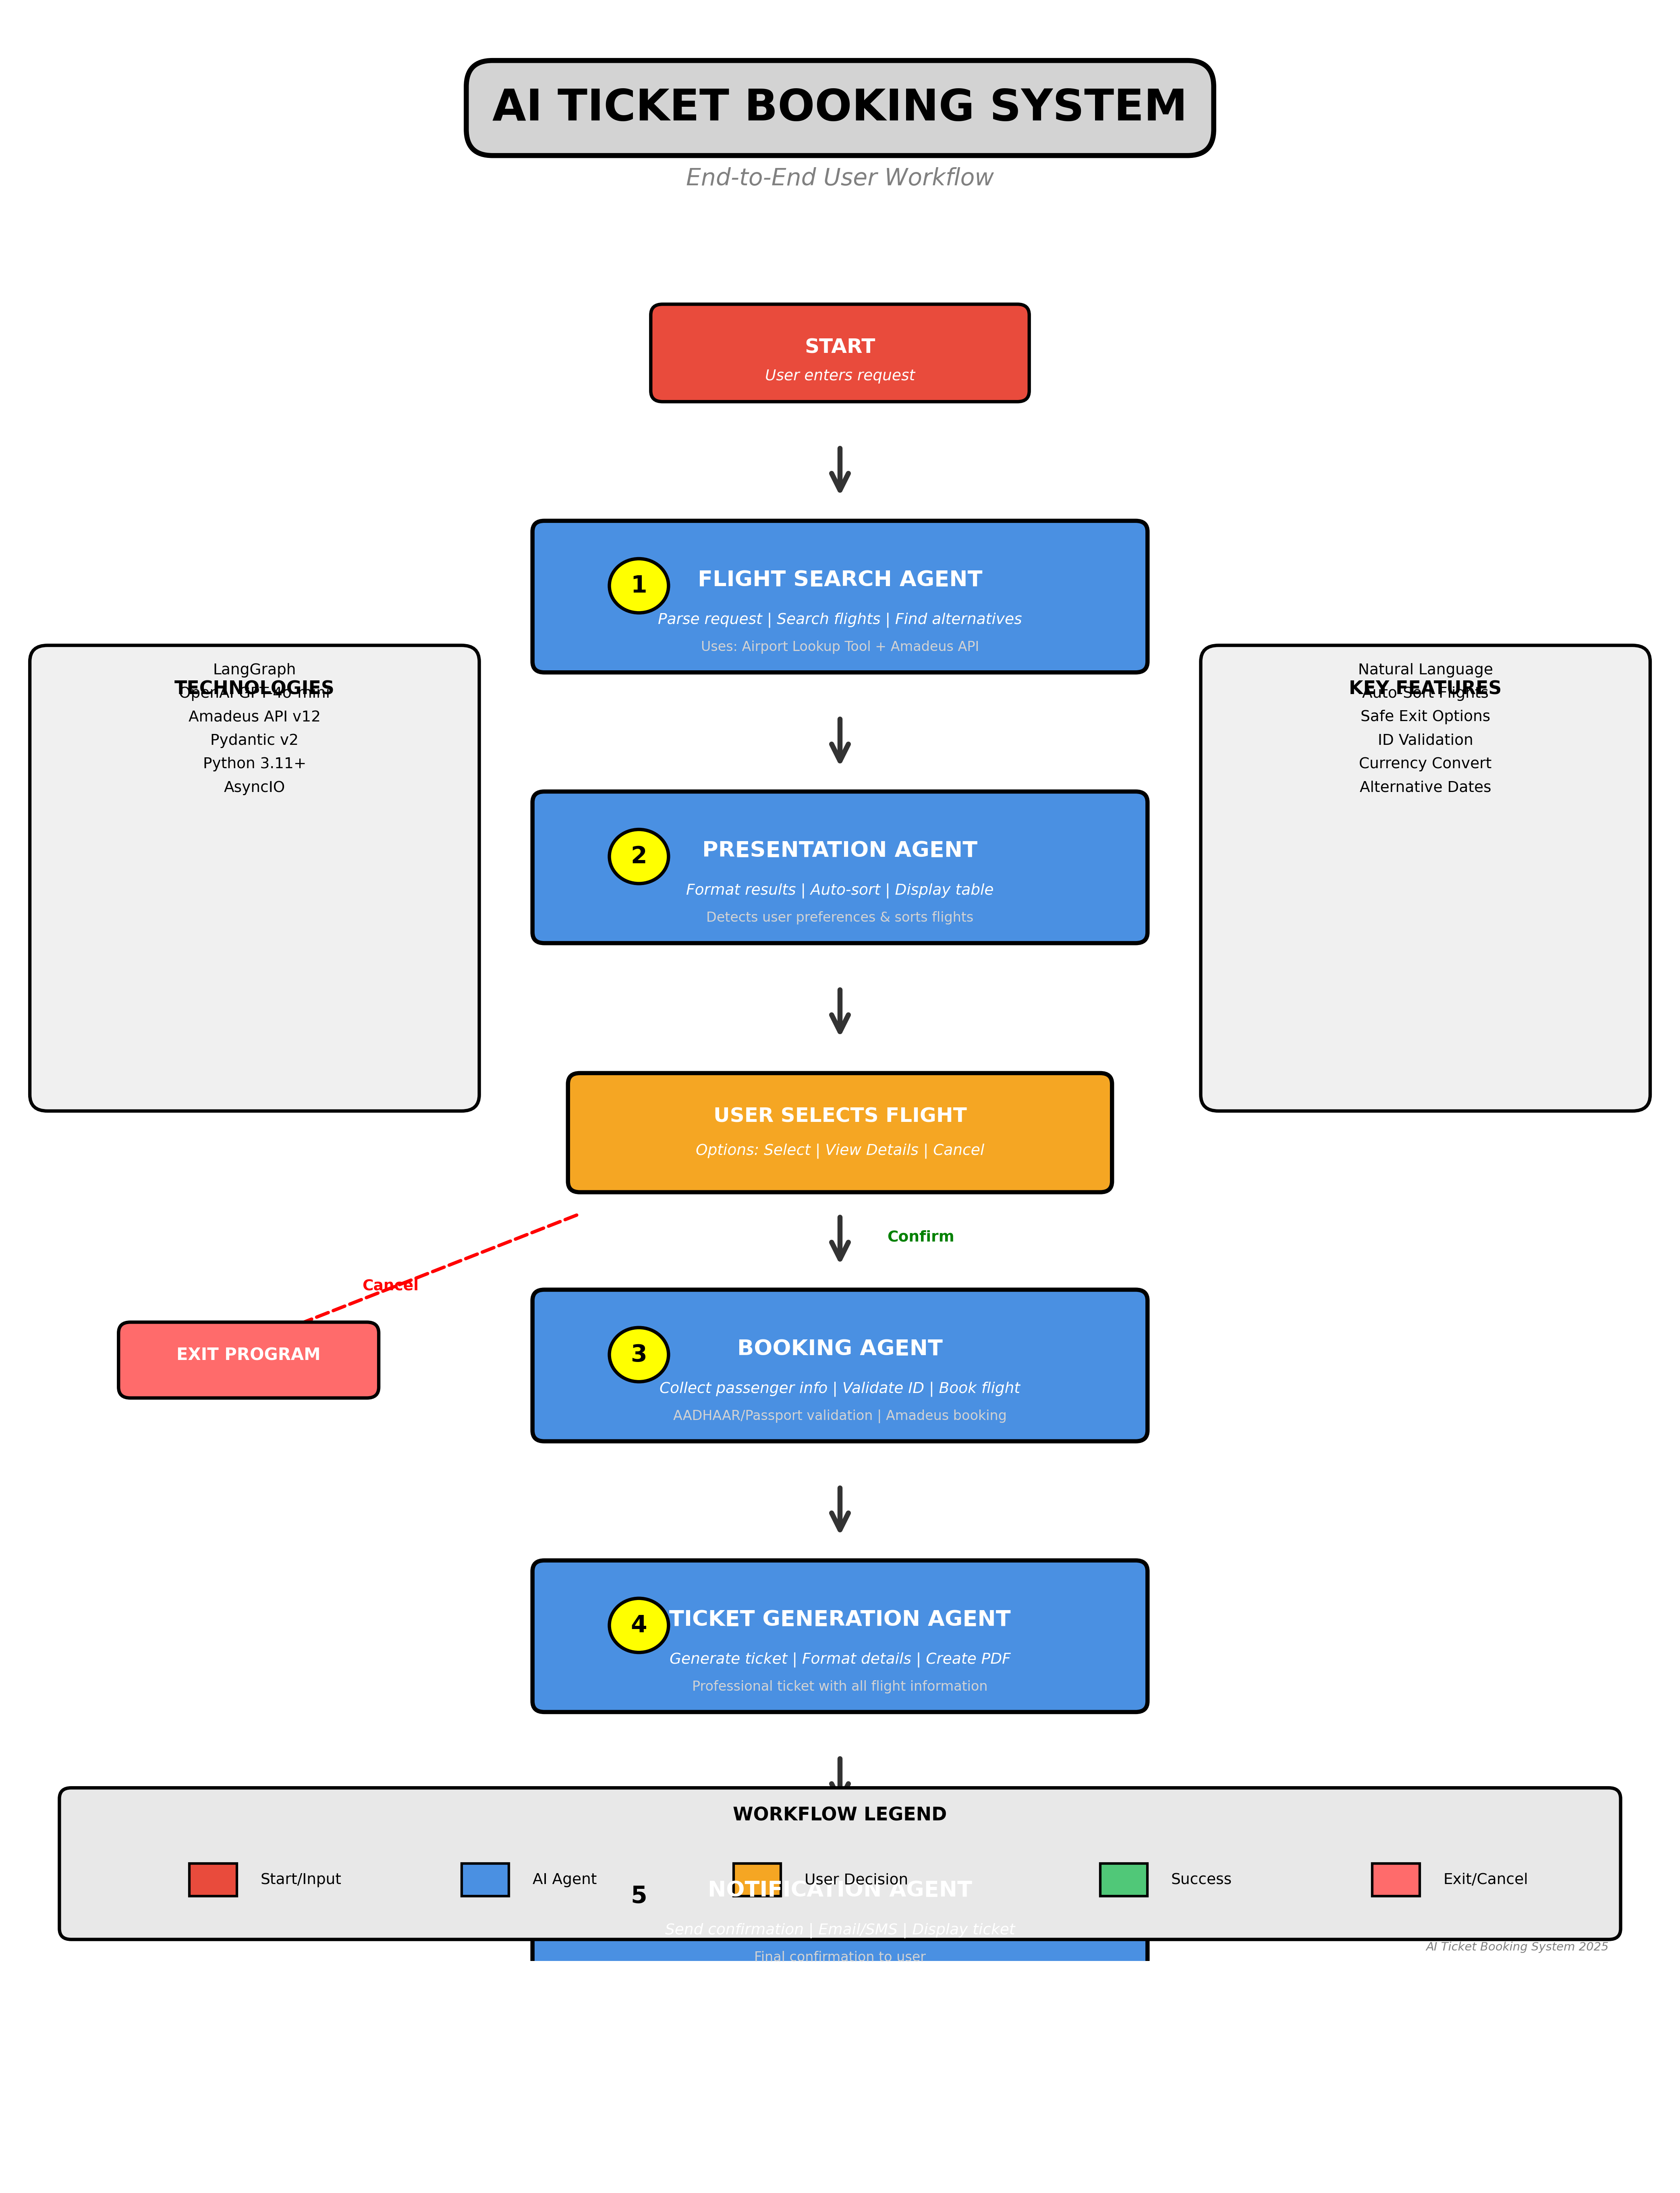 AI TICKET BOOKING SYSTEM
End-to-End User Workflow
START
User enters request
1
FLIGHT SEARCH AGENT
Parse request | Search flights | Find alternatives
Uses: Airport Lookup Tool + Amadeus API
LangGraph
TECHNOLOGIES
OpenAI GPT-4o-mini
Amadeus API v12
Pydantic v2
Python 3.11+
AsyncIO
Natural Language
KEY FEATURES
Auto-Sort Flights
Safe Exit Options
ID Validation
Currency Convert
Alternative Dates
2
PRESENTATION AGENT
Format results | Auto-sort | Display table
Detects user preferences & sorts flights
USER SELECTS FLIGHT
Options: Select | View Details | Cancel
Confirm
Cancel
EXIT PROGRAM
3
BOOKING AGENT
Collect passenger info | Validate ID | Book flight
AADHAAR/Passport validation | Amadeus booking
4
TICKET GENERATION AGENT
Generate ticket | Format details | Create PDF
Professional ticket with all flight information
WORKFLOW LEGEND
Start/Input
AI Agent
User Decision
Success
Exit/Cancel
5
NOTIFICATION AGENT
Send confirmation | Email/SMS | Display ticket
Final confirmation to user
AI Ticket Booking System 2025